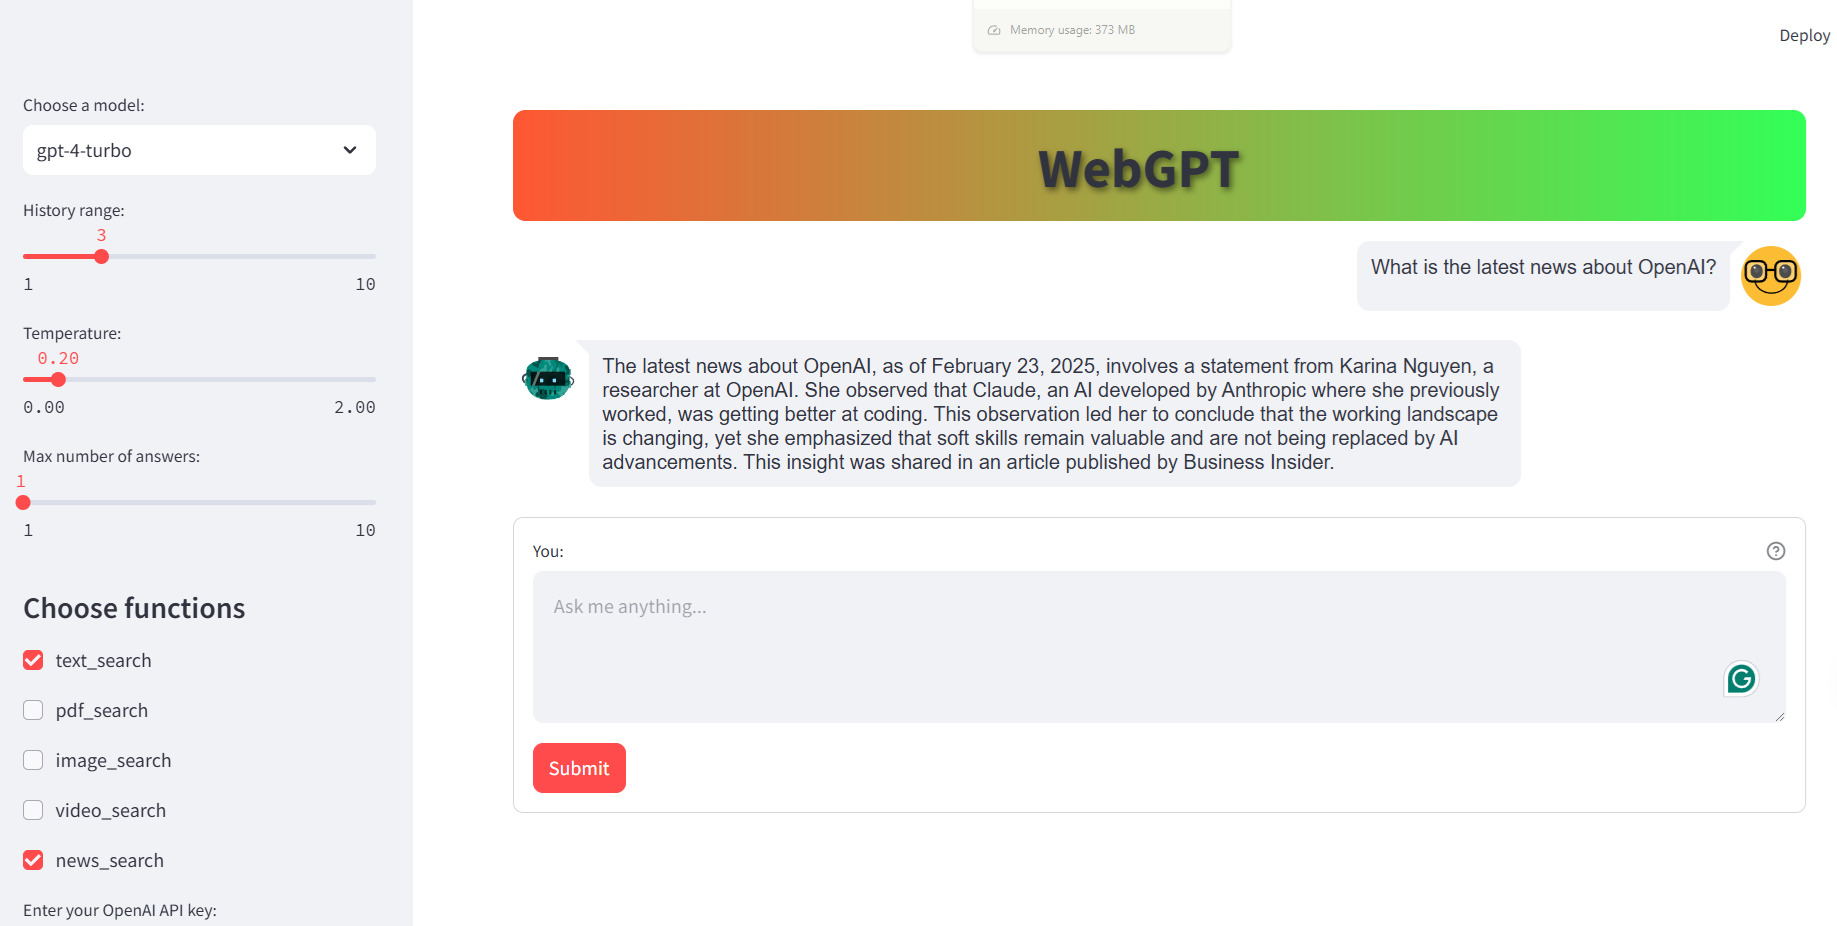 Memory usage: 373 MB
Deploy
Choose a model:
gpt-4-turbo
History range:
3
1 10
Temperature:
0.20
0.00 2.00
Max number of answers:
1
1 10
Choose functions
text_search
pdf_search
image_search
video_search
news_search
Enter your OpenAI API key:
WebGPT
What is the latest news about OpenAI?
The latest news about OpenAI, as of February 23, 2025, involves a statement from Karina Nguyen, a
researcher at OpenAI. She observed that Claude, an AI developed by Anthropic where she previously
worked, was getting better at coding. This observation led her to conclude that the working landscape
is changing, yet she emphasized that soft skills remain valuable and are not being replaced by AI
advancements. This insight was shared in an article published by Business Insider.
You:
Ask me anything...
Submit